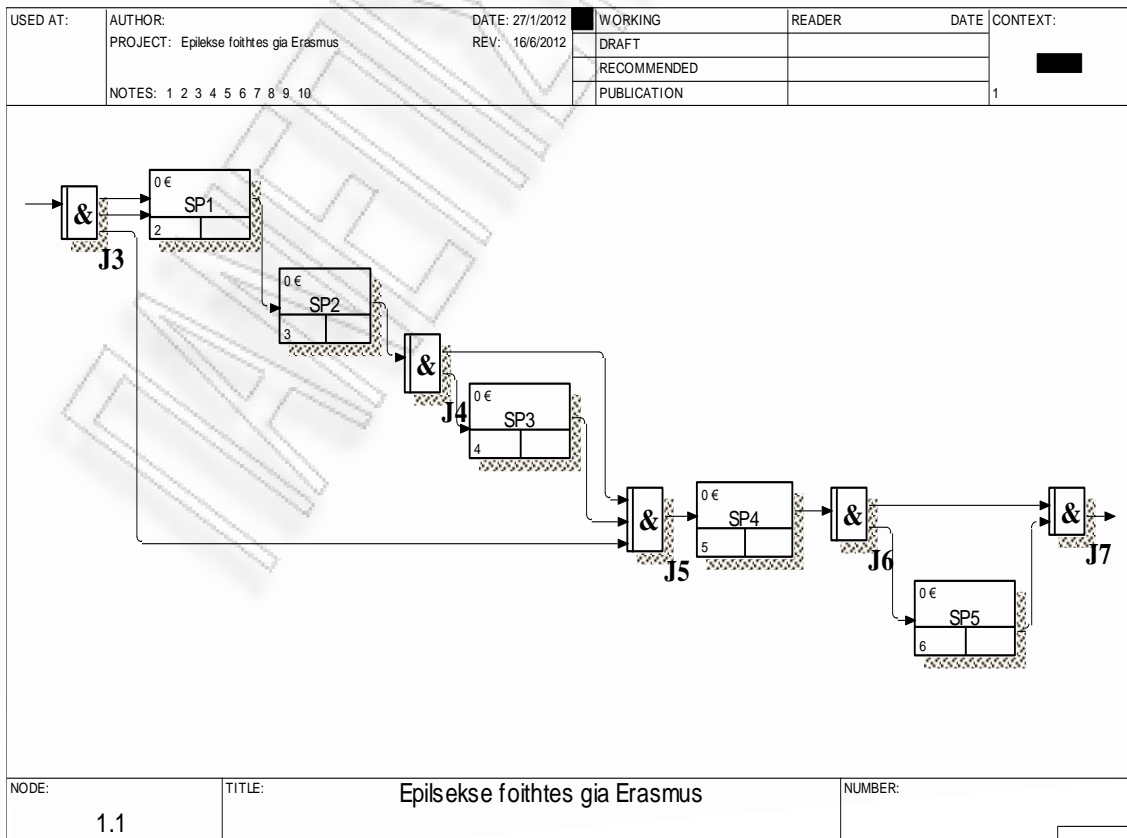 USED AT: AUTHOR: DATE: 27/1/2012 WORKING READER DATE CONTEXT:
PROJECT: Epilekse foithtes gia Erasmus REV: 16/6/2012 DRAFT
RECOMMENDED
NOTES: 1 2 3 4 5 6 7 8 9 10 PUBLICATION 1
0 €
SP1
&
2
J3
0 €
SP2
3
&
J4
0 €
SP3
4
0 €
SP4
& & &
5
J5 J6 J7
0 €
SP5
6
NODE: TITLE: Epilsekse foithtes gia Erasmus NUMBER:
1.1